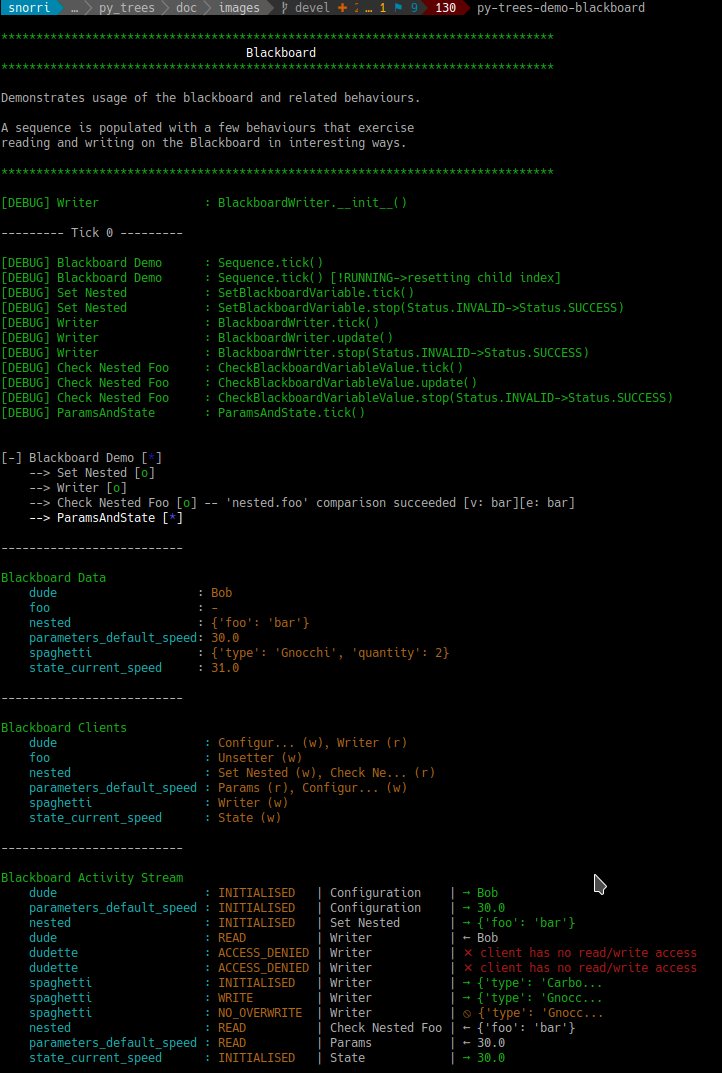 snorri … py_trees doc images devel + … 1 9 130 py-trees-demo-blackboard
*******************************************************************************
Blackboard
*******************************************************************************
Demonstrates usage of the blackboard and related behaviours.
A sequence is populated with a few behaviours that exercise
reading and writing on the Blackboard in interesting ways.
*******************************************************************************
[DEBUG] Writer : BlackboardWriter.__init__()
--------- Tick 0 ---------
[DEBUG] Blackboard Demo : Sequence.tick()
[DEBUG] Blackboard Demo : Sequence.tick() [!RUNNING->resetting child index]
[DEBUG] Set Nested : SetBlackboardVariable.tick()
[DEBUG] Set Nested : SetBlackboardVariable.stop(Status.INVALID->Status.SUCCESS)
[DEBUG] Writer : BlackboardWriter.tick()
[DEBUG] Writer : BlackboardWriter.update()
[DEBUG] Writer : BlackboardWriter.stop(Status.INVALID->Status.SUCCESS)
[DEBUG] Check Nested Foo : CheckBlackboardVariableValue.tick()
[DEBUG] Check Nested Foo : CheckBlackboardVariableValue.update()
[DEBUG] Check Nested Foo : CheckBlackboardVariableValue.stop(Status.INVALID->Status.SUCCESS)
[DEBUG] ParamsAndState : ParamsAndState.tick()
[-] Blackboard Demo [*]
--> Set Nested [o]
--> Writer [o]
--> Check Nested Foo [o] -- 'nested.foo' comparison succeeded [v: bar][e: bar]
--> ParamsAndState [*]
--------------------------
Blackboard Data
dude : Bob
foo : -
nested : {'foo': 'bar'}
parameters_default_speed: 30.0
spaghetti : {'type': 'Gnocchi', 'quantity': 2}
state_current_speed : 31.0
--------------------------
Blackboard Clients
dude : Configur... (w), Writer (r)
foo : Unsetter (w)
nested : Set Nested (w), Check Ne... (r)
parameters_default_speed : Params (r), Configur... (w)
spaghetti : Writer (w)
state_current_speed : State (w)
--------------------------
Blackboard Activity Stream
dude : INITIALISED | Configuration | → Bob
parameters_default_speed : INITIALISED | Configuration | → 30.0
nested : INITIALISED | Set Nested | → {'foo': 'bar'}
dude : READ | Writer | ← Bob
dudette : ACCESS_DENIED | Writer | ✕ client has no read/write access
dudette : ACCESS_DENIED | Writer | ✕ client has no read/write access
spaghetti : INITIALISED | Writer | → {'type': 'Carbo...
spaghetti : WRITE | Writer | → {'type': 'Gnocc...
spaghetti : NO_OVERWRITE | Writer | ⦸ {'type': 'Gnocc...
nested : READ | Check Nested Foo | ← {'foo': 'bar'}
parameters_default_speed : READ | Params | ← 30.0
state_current_speed : INITIALISED | State | → 30.0